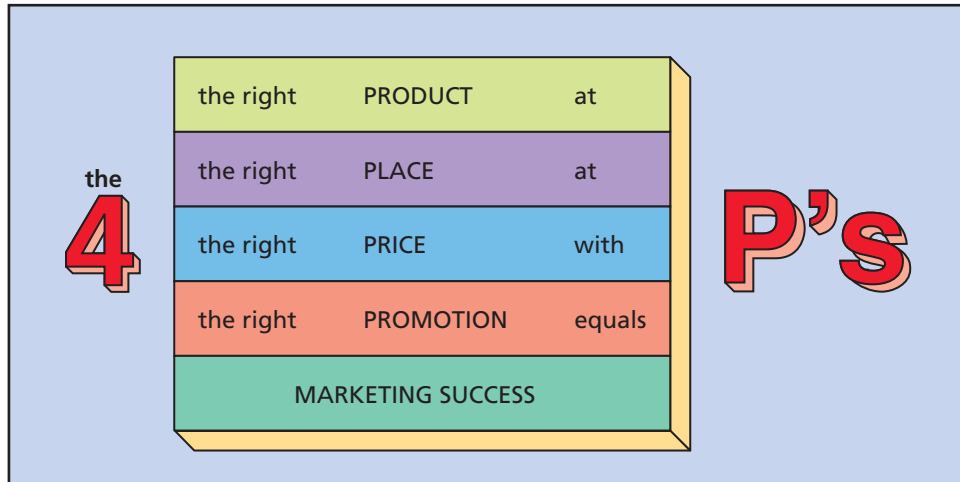 the right PRODUCT at
the right PLACE at
the
4
the right PRICE with
P's
the right PROMOTION equals
MARKETING SUCCESS